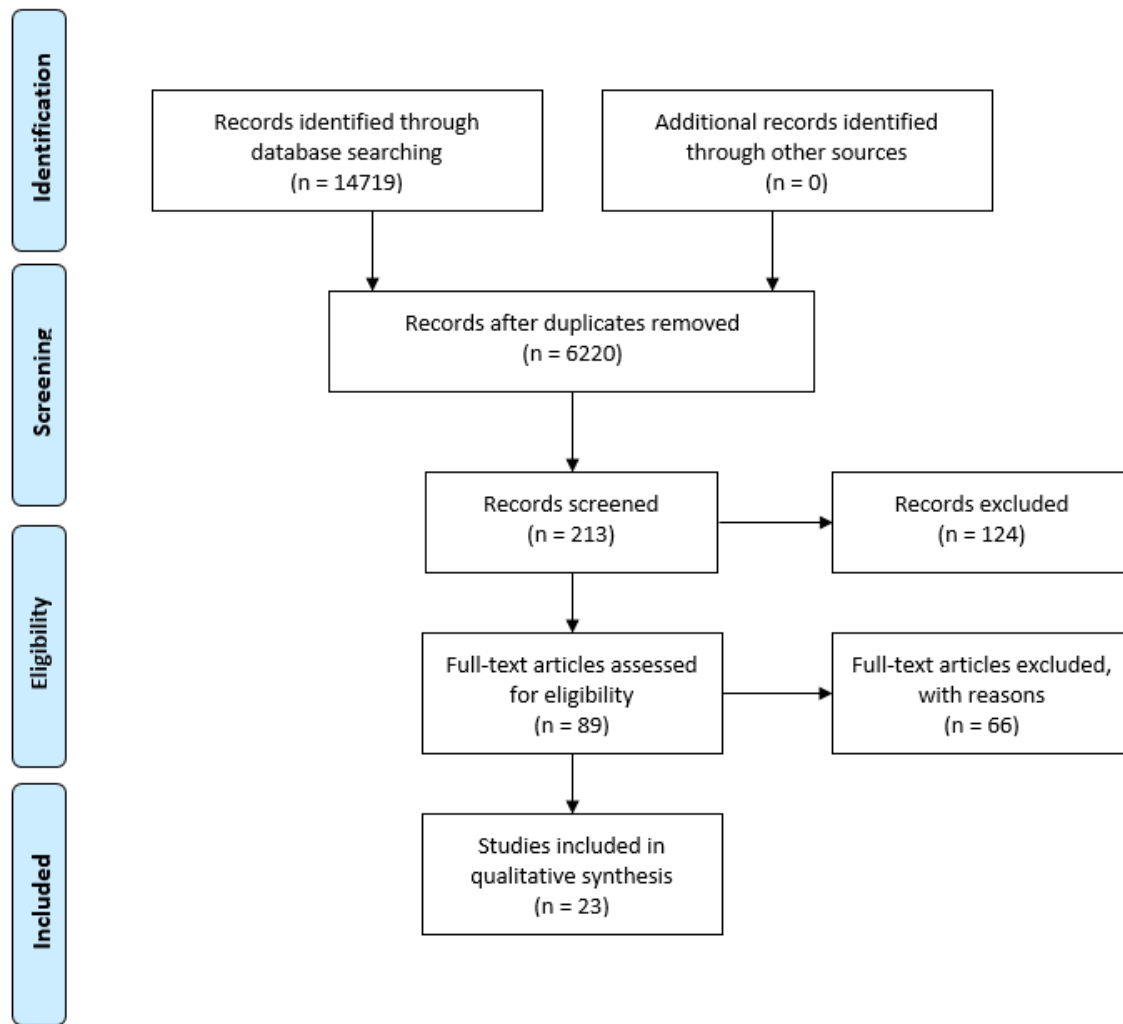 Identification
Records identified through
database searching
(n = 14719)
Additional records identified
through other sources
(n = 0)
Screening
Records after duplicates removed
(n = 6220)
Records screened
(n = 213)
Records excluded
(n = 124)
Eligibility
Full-text articles assessed
for eligibility
(n = 89)
Full-text articles excluded,
with reasons
(n = 66)
Included
Studies included in
qualitative synthesis
(n = 23)